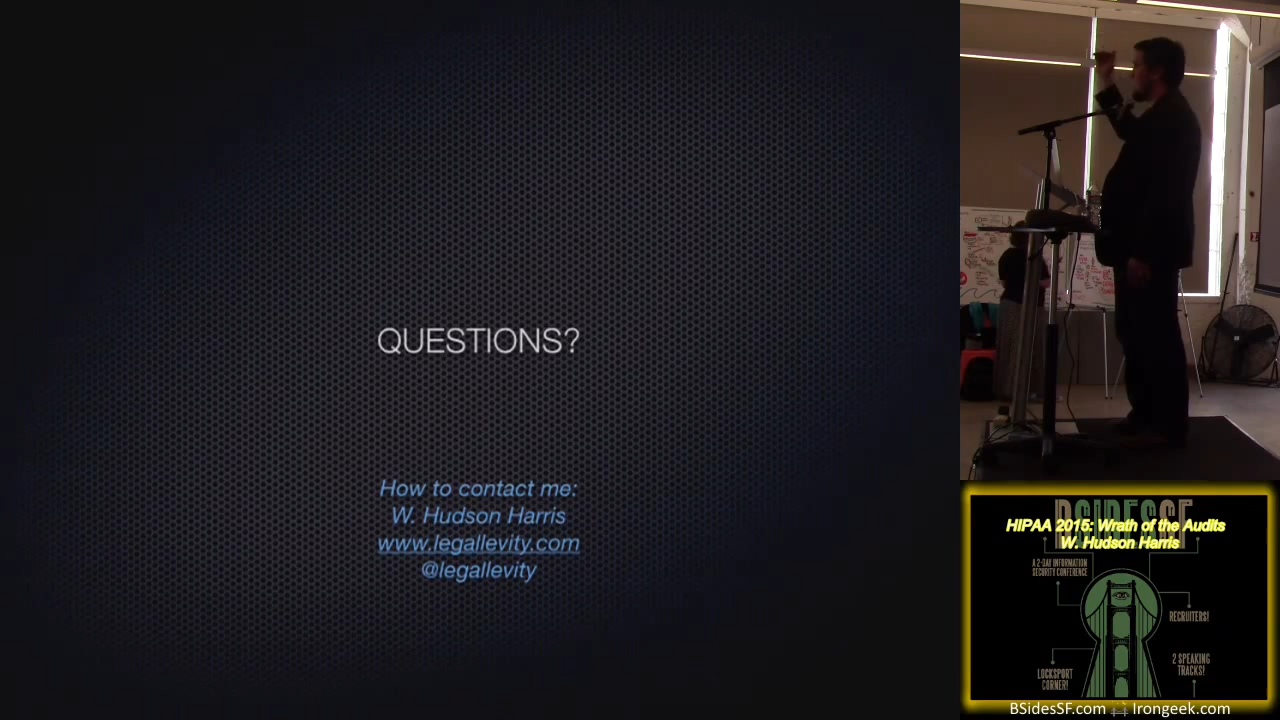 QUESTIONS?
How to contact me:
W. Hudson Harris
www.legallevity.com
@legallevity
BSIDESSF
HIPAA 2015: Wrath of the Audits
W. Hudson Harris
A 2-DAY INFORMATION
SECURITY CONFERENCE
RECRUITERS!
LOCKSPORT
CORNER!
2 SPEAKING
TRACKS!
BSidesSF.com
Irongeek.com